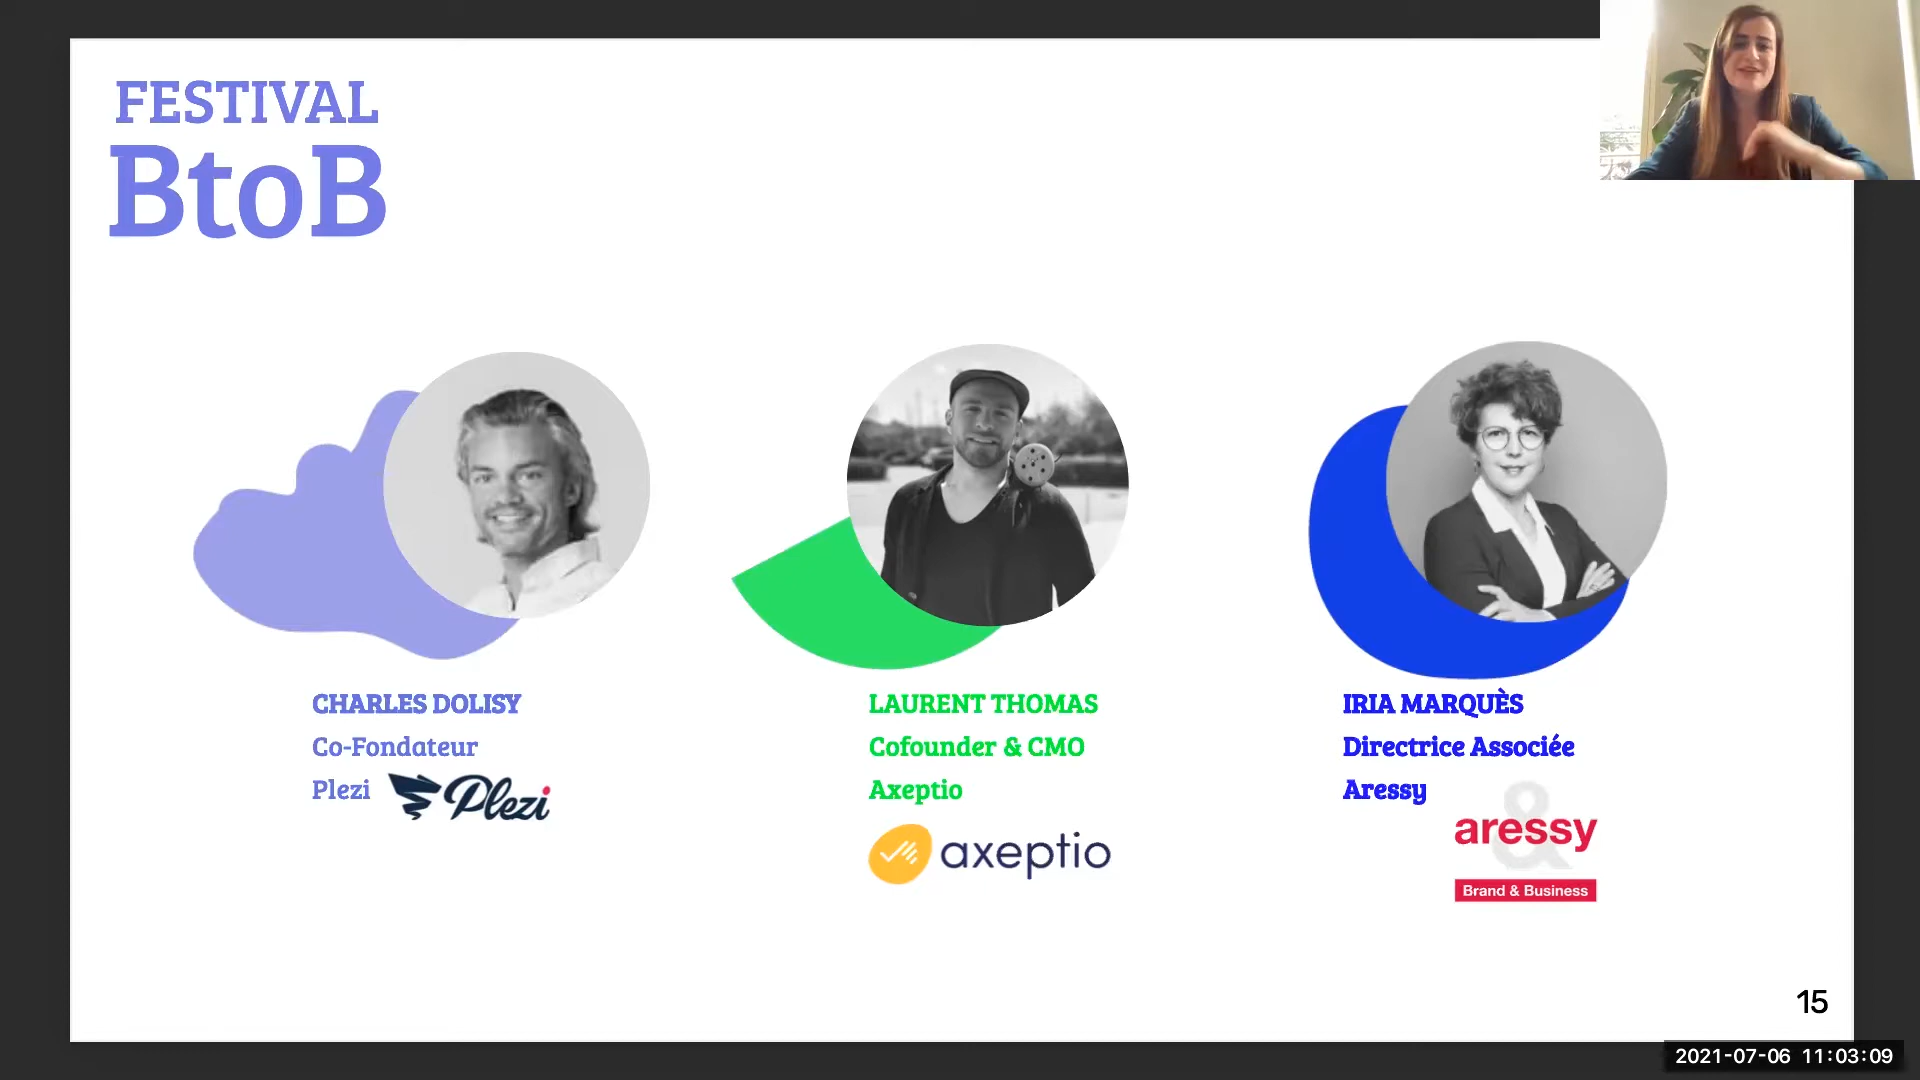 FESTIVAL
BtoB
CHARLES DOLISY
Co-Fondateur
Plezi
Plezi
LAURENT THOMAS
Cofounder & CMO
Axeptio
axeptio
IRIA MARQUÈS
Directrice Associée
Aressy
&
aressy
Brand & Business
15
2021-07-06 11:03:09